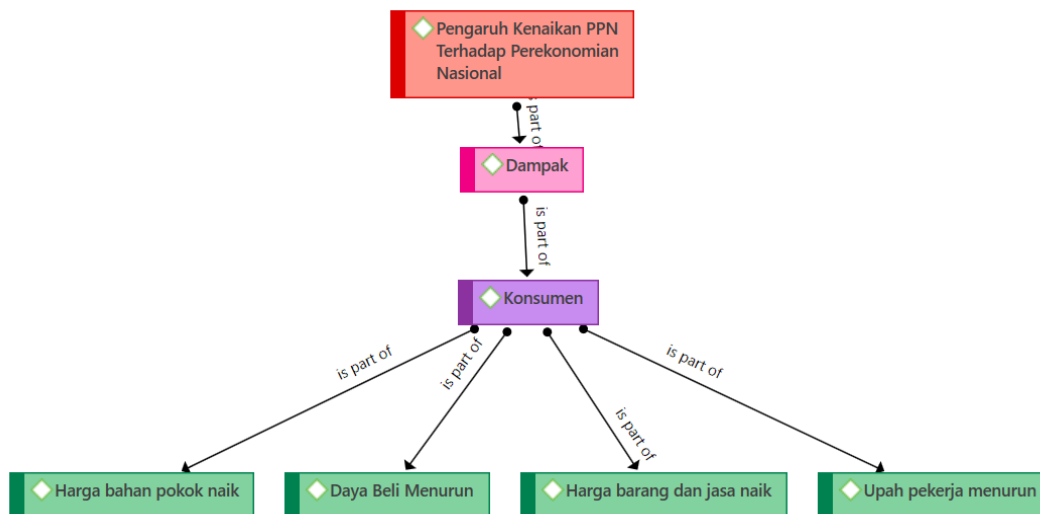 Pengaruh Kenaikan PPN
Terhadap Perekonomian
Nasional
is part of
Dampak
is part of
Konsumen
is part of
is part of
is part of
is part of
Harga bahan pokok naik
Daya Beli Menurun
Harga barang dan jasa naik
Upah pekerja menurun